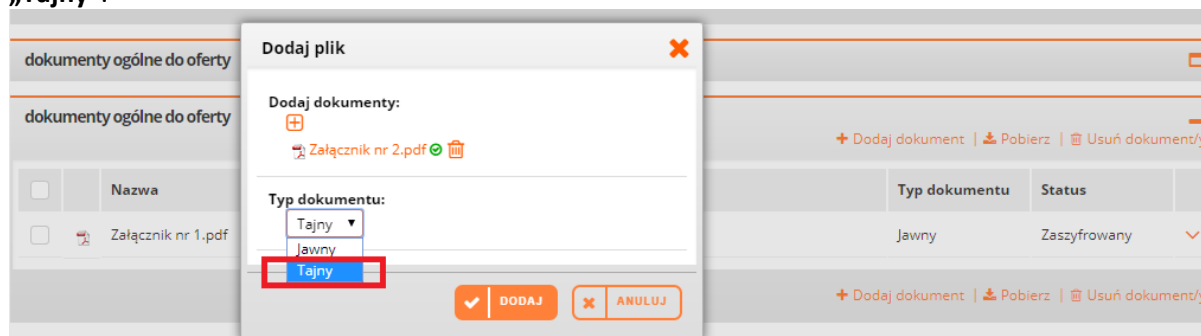 „Tajny".
Dodaj plik
dokumenty ogólne do oferty
Dodaj dokumenty:
Załącznik nr 2.pdf
dokumenty ogólne do oferty
Dodaj dokument | Pobierz | Usuń dokument/y
Nazwa
Typ dokumentu
Status
Typ dokumentu:
Tajny
Jawny
Tajny
Załącznik nr 1.pdf
Jawny
Zaszyfrowany
DODAJ
ANULUJ
Dodaj dokument | Pobierz | Usuń dokument/y